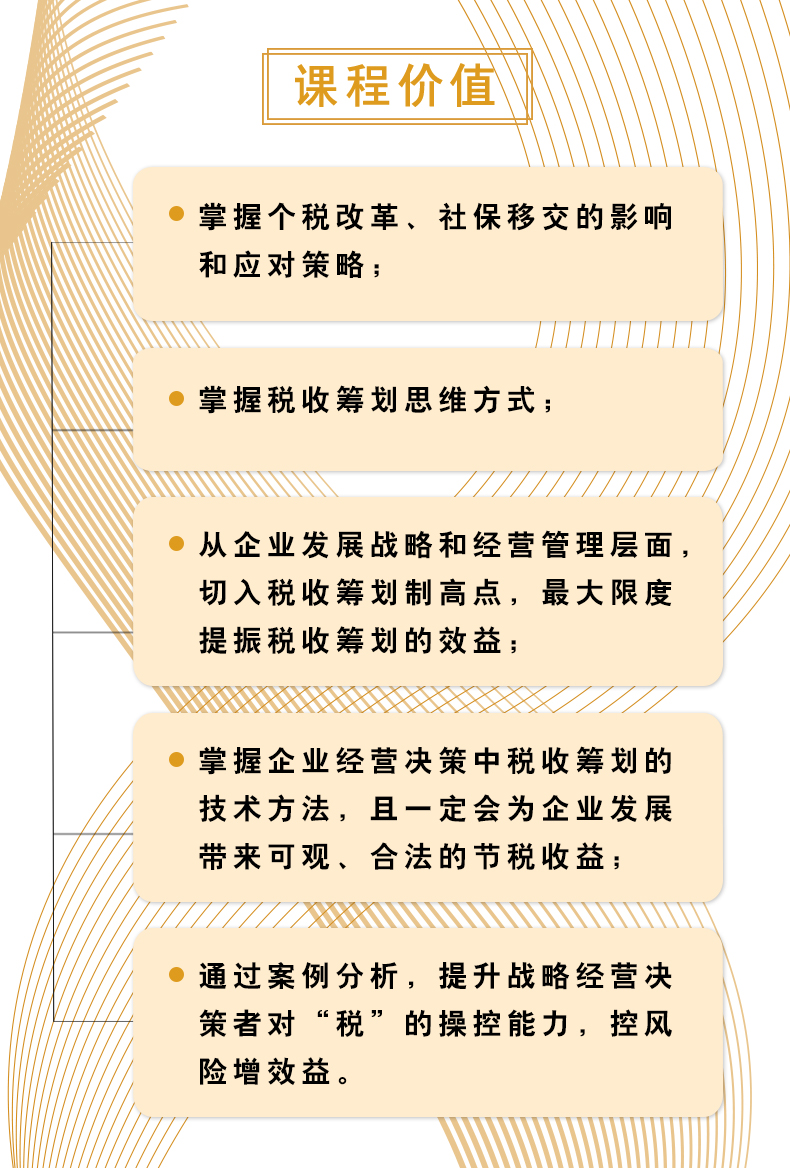 课程价值
掌握个税改革、社保移交的影响
和应对策略；
掌握税收筹划思维方式；
从企业发展战略和经营管理层面，
切入税收筹划制高点，最大限度
提振税收筹划的效益；
掌握企业经营决策中税收筹划的
技术方法，且一定会为企业发展
带来可观、合法的节税收益；
通过案例分析，提升战略经营决
策者对“税”的操控能力，控风
险增效益。